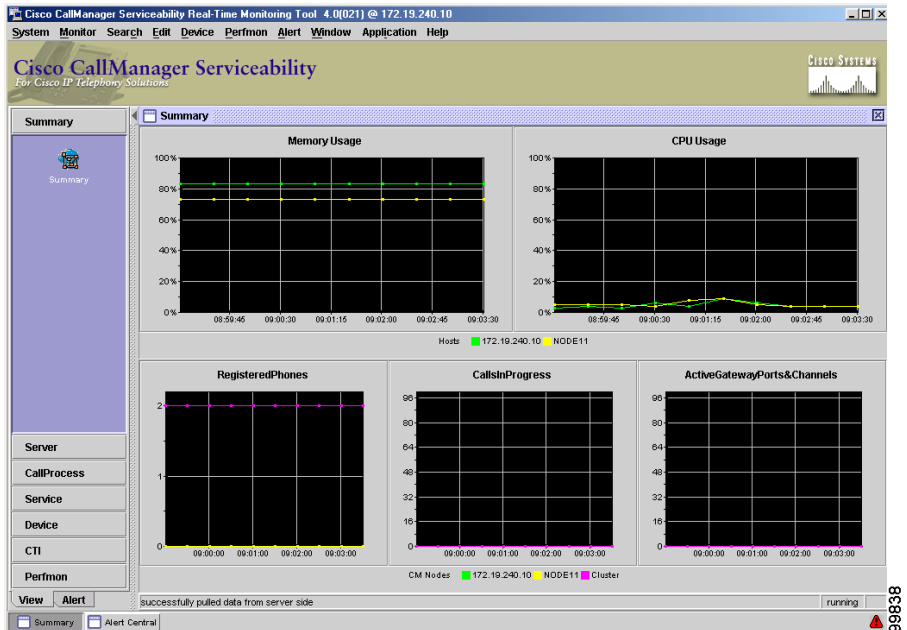 Cisco CallManager Serviceability Real-Time Monitoring Tool 4.0(021) @ 172.19.240.10
System Monitor Search Edit Device Perfmon Alert Window Application Help
Cisco CallManager Serviceability
For Cisco IP Telephony Solutions
CISCO SYSTEMS
Summary
Summary
Summary
Memory Usage
100%
80%
60%
40%
20%
0%
08:59:45 09:00:30 09:01:15 09:02:00 09:02:45 09:03:30
CPU Usage
100%
80%
60%
40%
20%
0%
08:59:45 09:00:30 09:01:15 09:02:00 09:02:45 09:03:30
Hosts 172.19.240.10 NODE11
RegisteredPhones
2
1
0
09:00:00 09:01:00 09:02:00 09:03:00
CallsInProgress
96
80
64
48
32
16
0
09:00:00 09:01:00 09:02:00 09:03:00
ActiveGatewayPorts&Channels
96
80
64
48
32
16
0
09:00:00 09:01:00 09:02:00 09:03:00
CM Nodes 172.19.240.10 NODE11 Cluster
Server
CallProcess
Service
Device
CTI
Perfmon
View Alert
successfully pulled data from server side
running
Summary Alert Central
99838